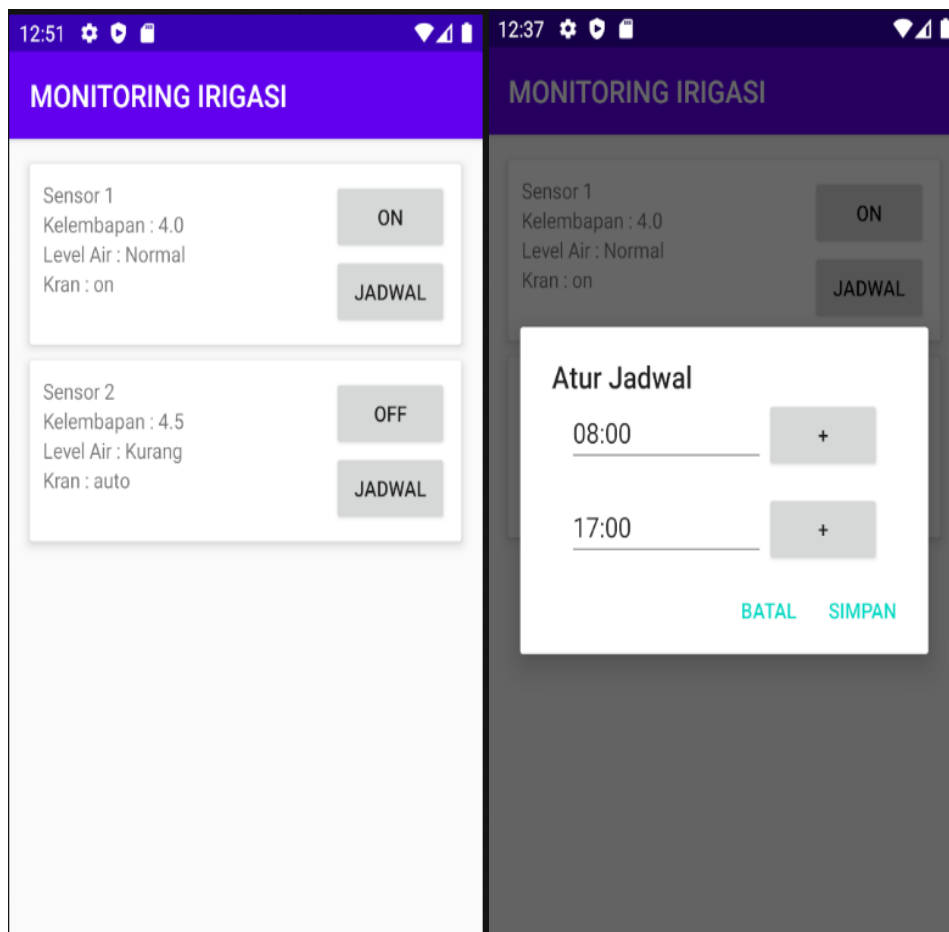 12:51
MONITORING IRIGASI
Sensor 1
Kelembapan : 4.0
Level Air : Normal
Kran : on
ON
JADWAL
Sensor 2
Kelembapan : 4.5
Level Air : Kurang
Kran : auto
OFF
JADWAL
12:37
MONITORING IRIGASI
Sensor 1
Kelembapan : 4.0
Level Air : Normal
Kran : on
ON
JADWAL
Atur Jadwal
08:00 +
17:00 +
BATAL SIMPAN